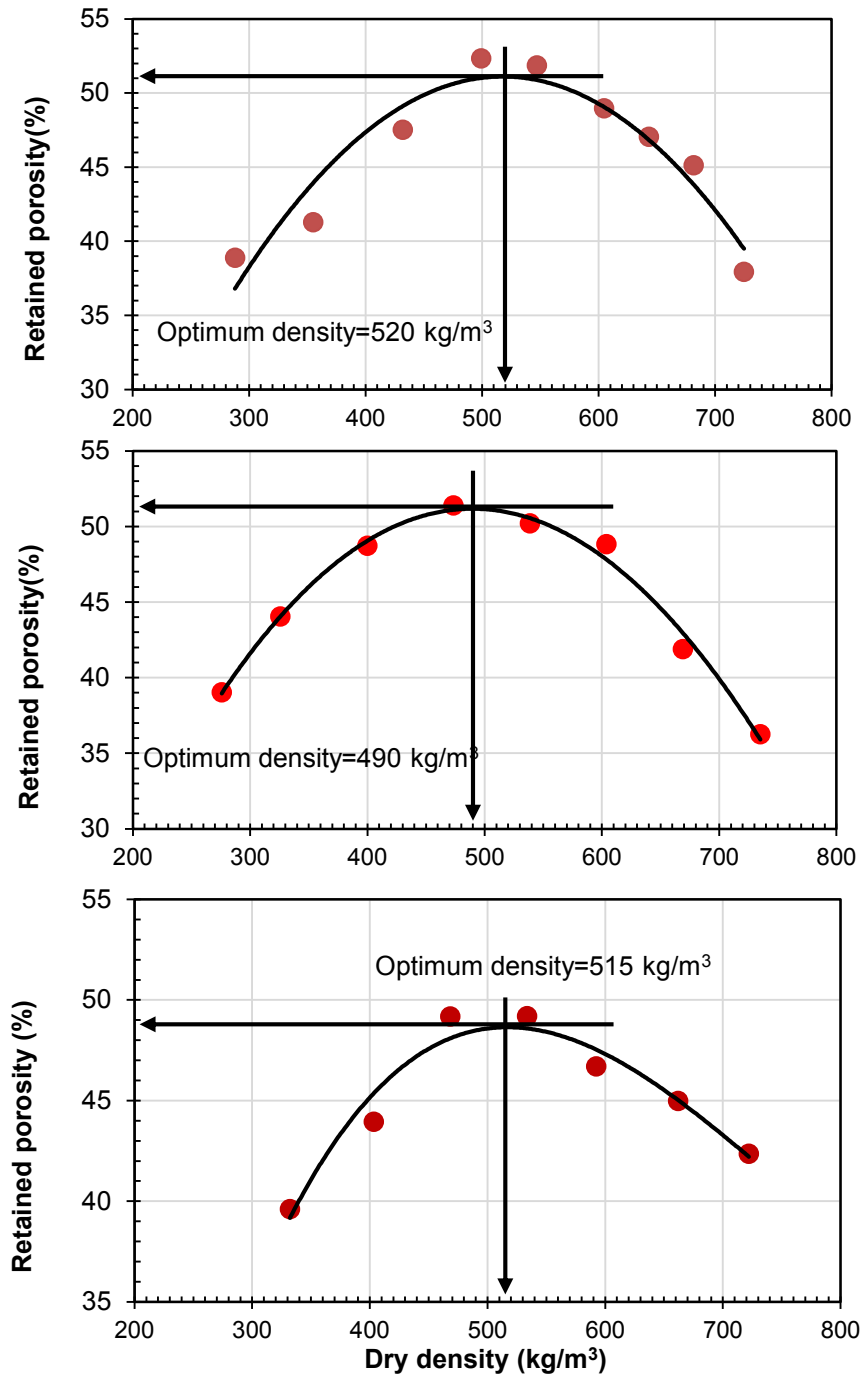 55
50
45
40
35
30
Retained porosity(%)
Optimum density=520 kg/m³
200 300 400 500 600 700 800
55
50
45
40
35
30
Retained porosity(%)
Optimum density=490 kg/m³
200 300 400 500 600 700 800
55
50
45
40
35
Retained porosity (%)
Optimum density=515 kg/m³
200 300 400 500 600 700 800
Dry density (kg/m³)